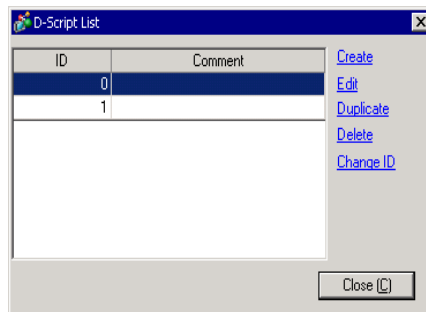 D-Script List
ID Comment Create
0 Edit
1 Duplicate
Delete
Change ID
Close (C)